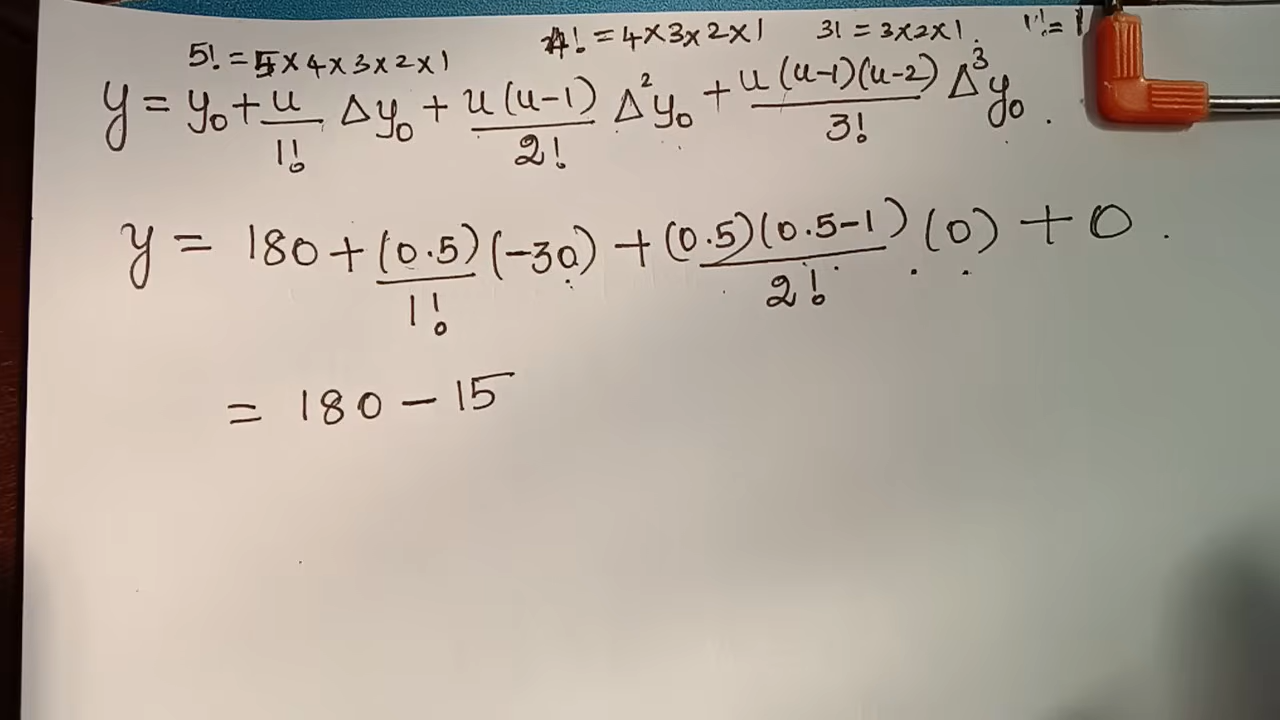 5! = 5 × 4 × 3 × 2 × 1   4! = 4 × 3 × 2 × 1   3! = 3 × 2 × 1.   1! = 1
y = y₀ + u/1! Δy₀ + u(u-1)/2! Δ²y₀ + u(u-1)(u-2)/3! Δ³y₀.
y = 180 + (0.5)/1! (-30) + (0.5)(0.5-1)/2! (0) + 0.
= 180 - 15